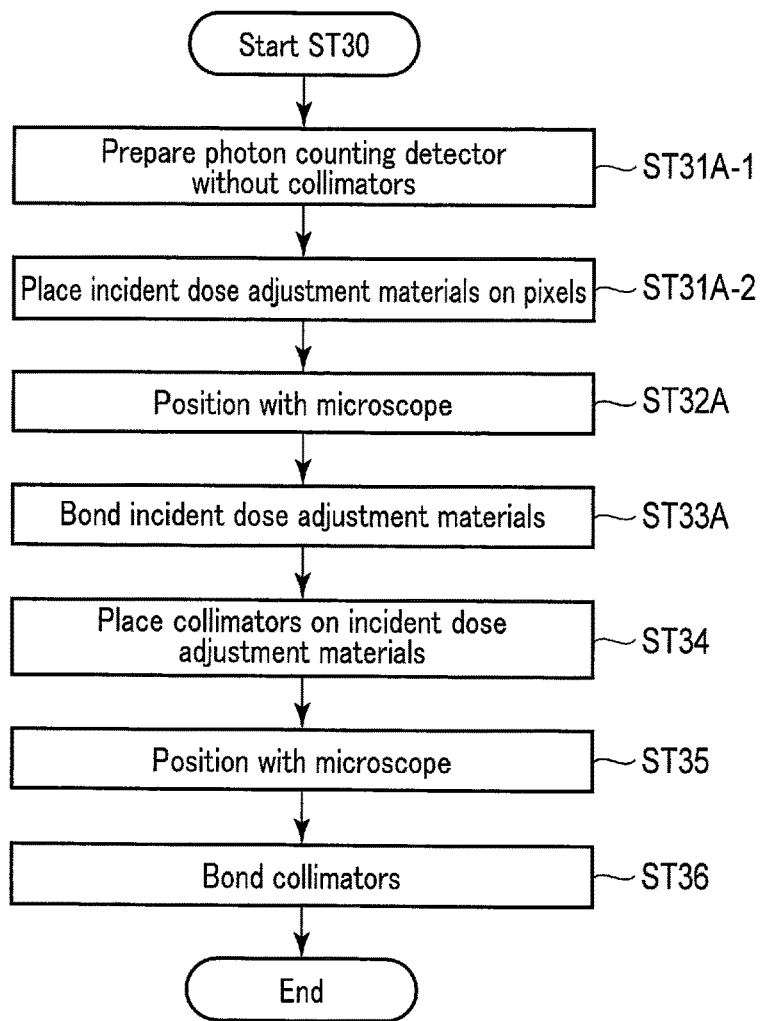 Start ST30
Prepare photon counting detector
without collimators
ST31A-1
Place incident dose adjustment materials on pixels
ST31A-2
Position with microscope
ST32A
Bond incident dose adjustment materials
ST33A
Place collimators on incident dose
adjustment materials
ST34
Position with microscope
ST35
Bond collimators
ST36
End